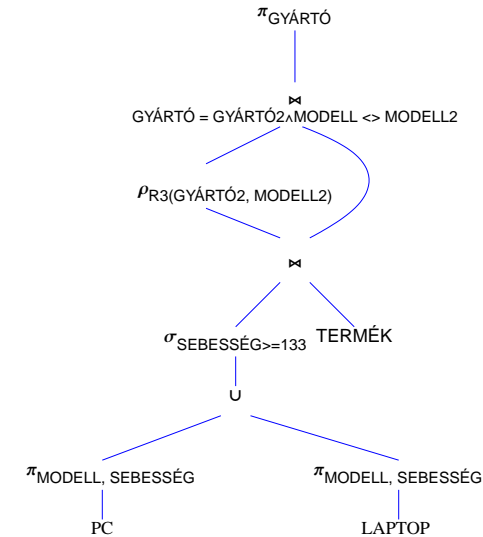 πGYÁRTÓ
⋈
GYÁRTÓ = GYÁRTÓ2∧MODELL <> MODELL2
ρR3(GYÁRTÓ2, MODELL2)
⋈
σSEBESSÉG>=133 TERMÉK
∪
πMODELL, SEBESSÉG πMODELL, SEBESSÉG
PC LAPTOP